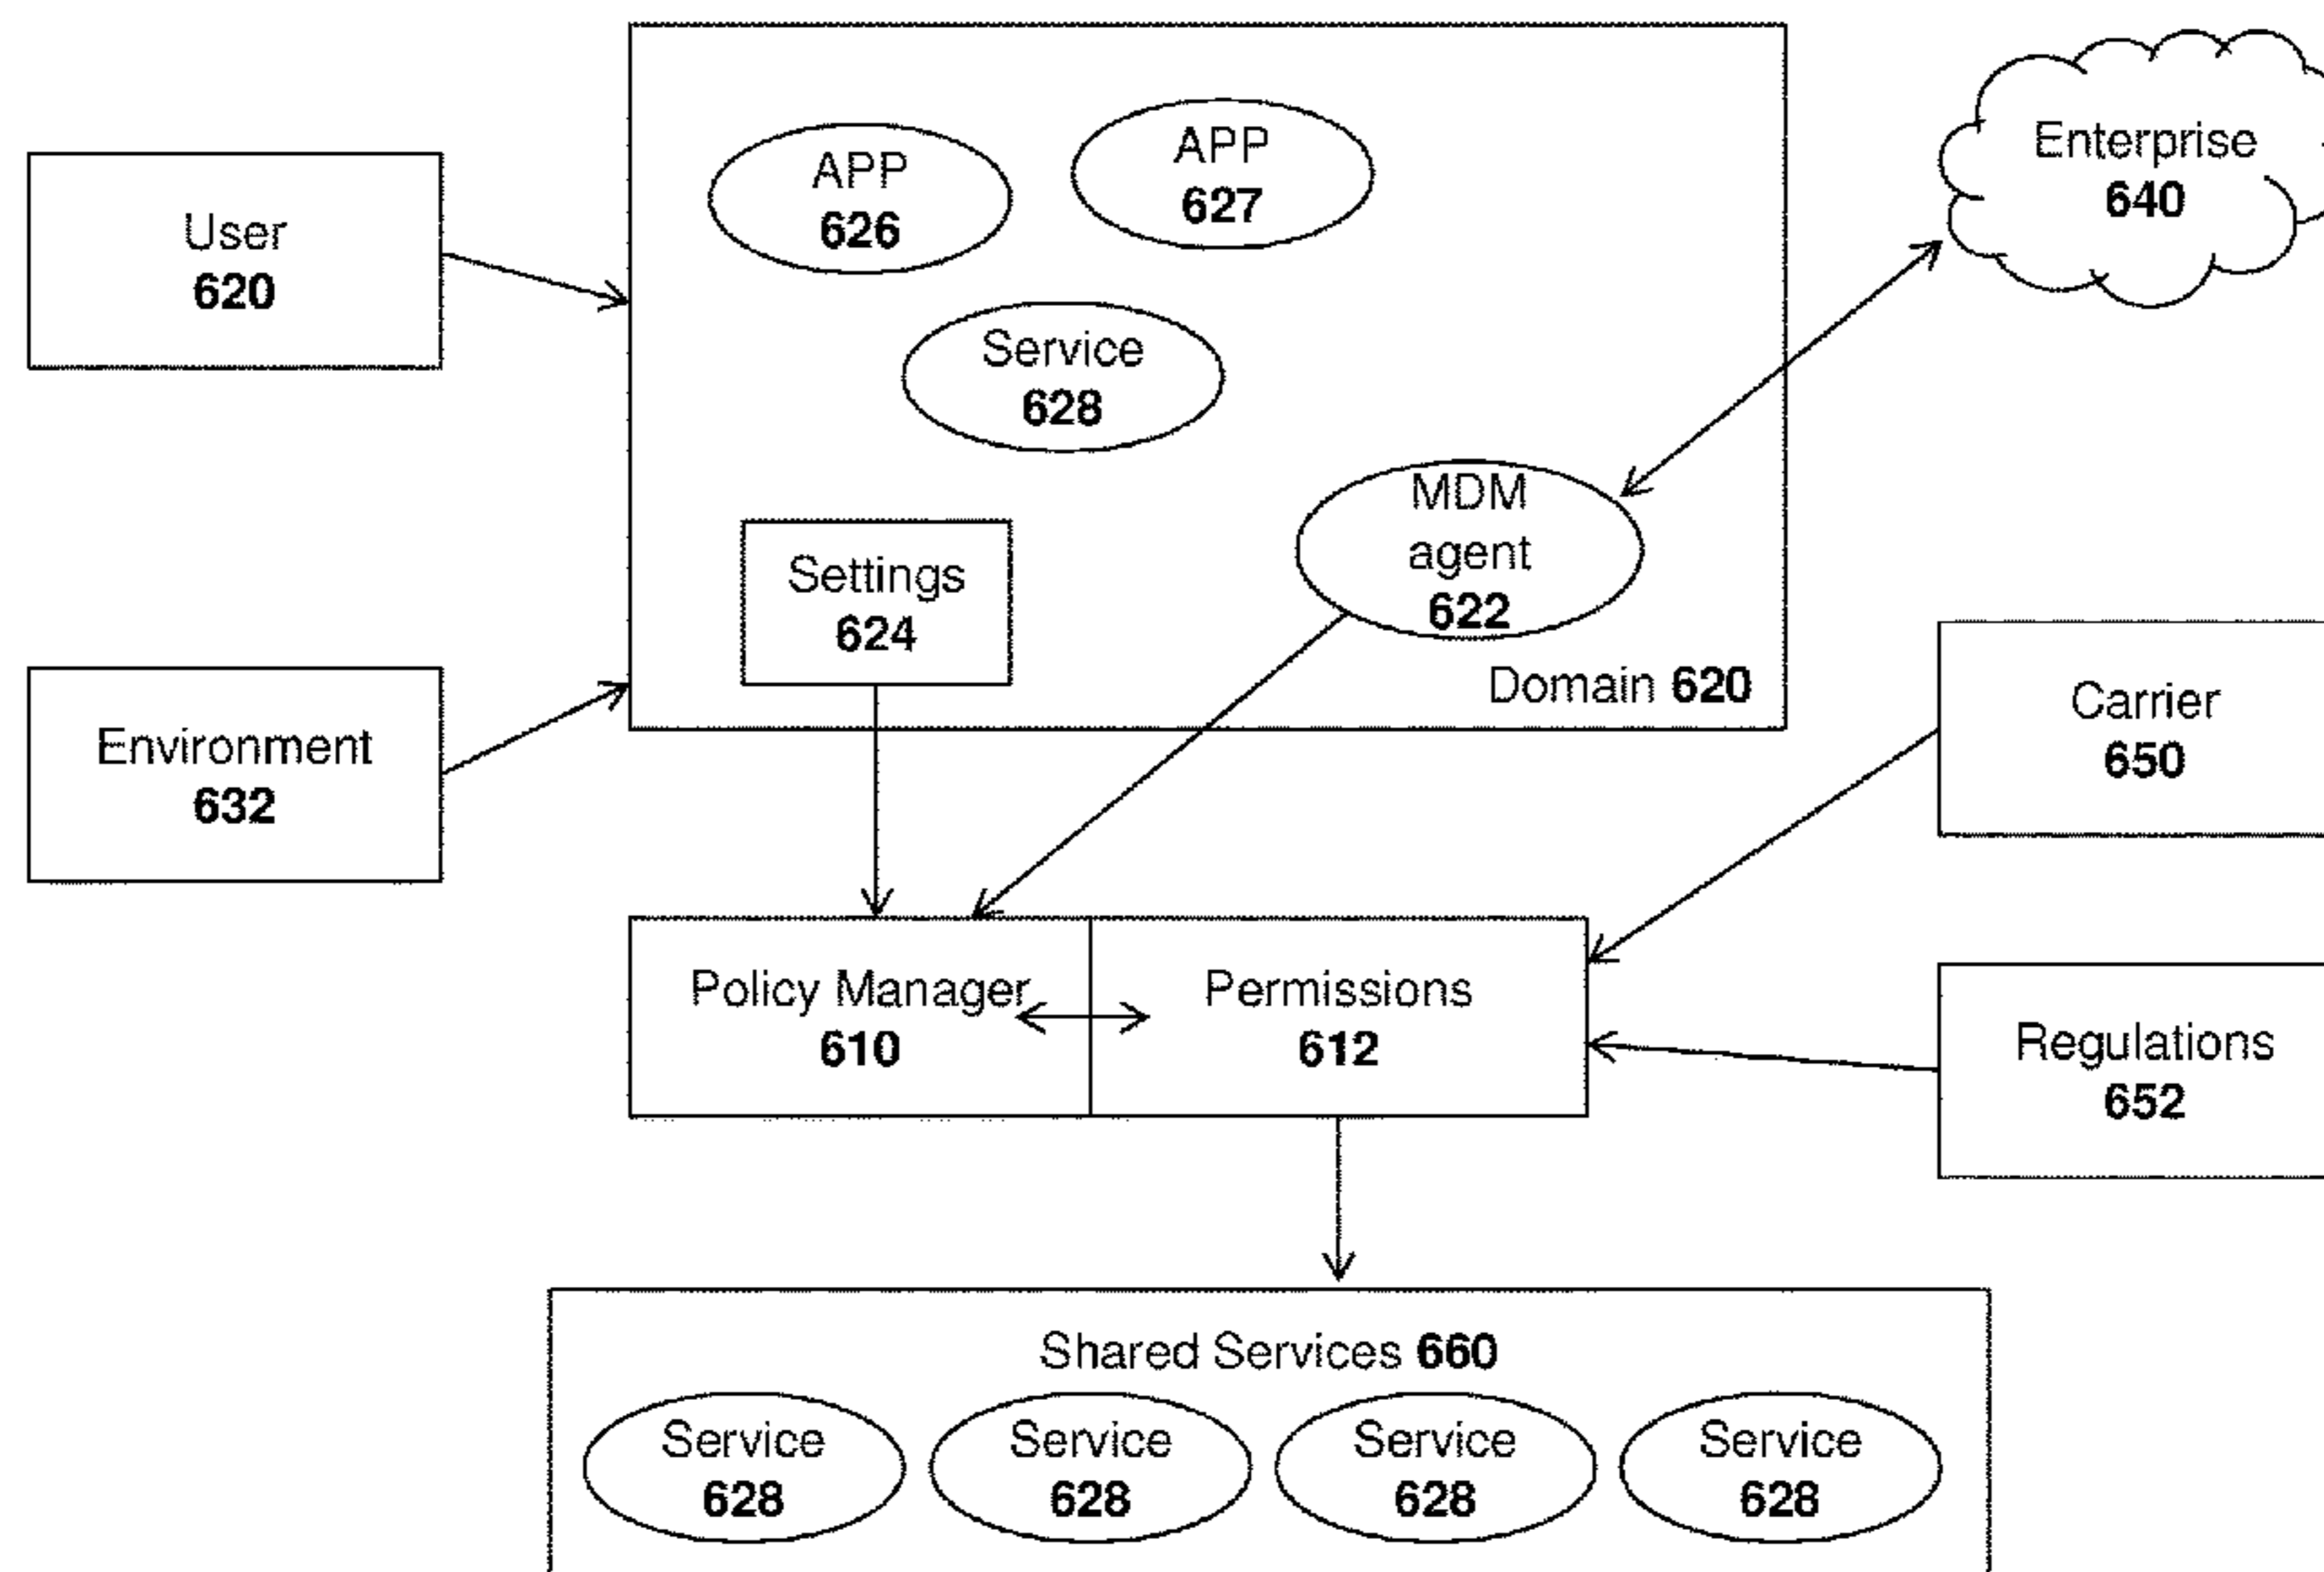 User
620
APP
626
APP
627
Enterprise
640
Service
628
MDM
agent
622
Settings
624
Domain 620
Environment
632
Carrier
650
Policy Manager
610
Permissions
612
Regulations
652
Shared Services 660
Service
628
Service
628
Service
628
Service
628